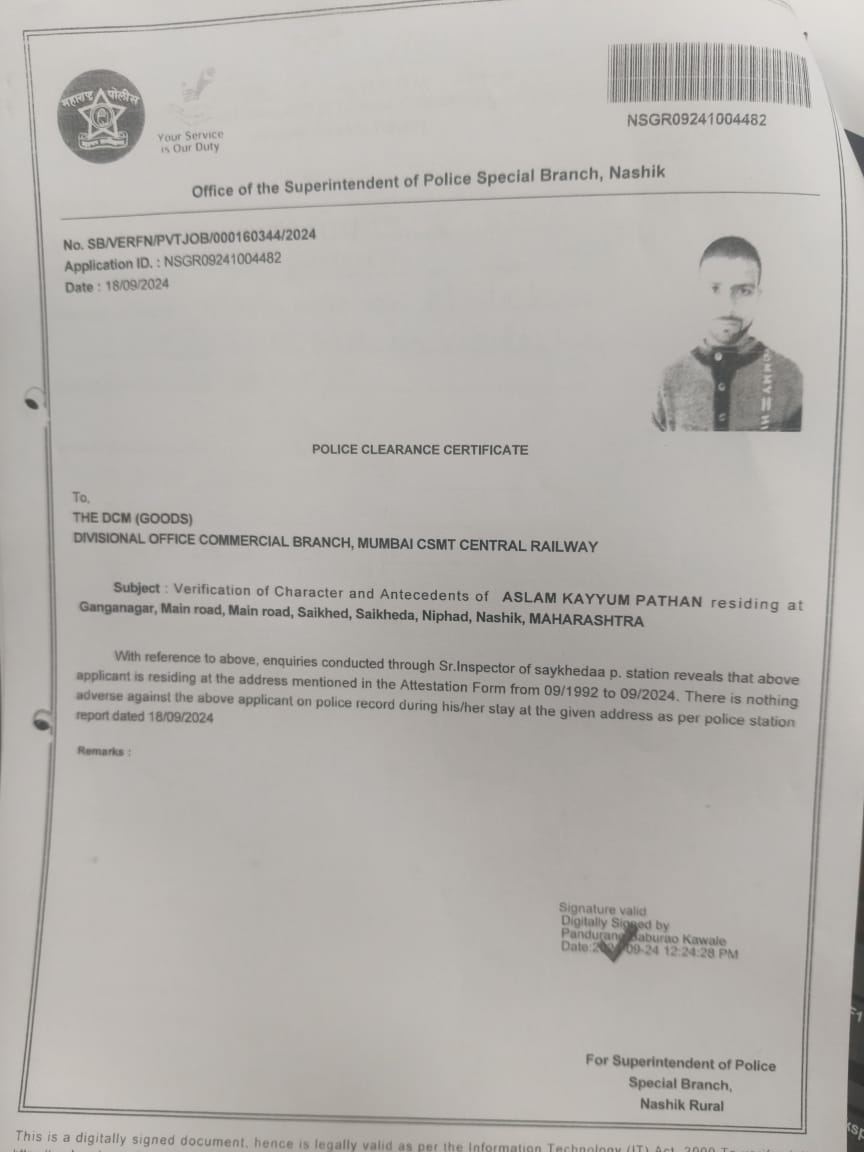 महाराष्ट्र पोलीस
Your Service
is Our Duty
NSGR09241004482
Office of the Superintendent of Police Special Branch, Nashik
No. SB/VERFN/PVTJOB/000160344/2024
Application ID. : NSGR09241004482
Date : 18/09/2024
POLICE CLEARANCE CERTIFICATE
To,
THE DCM (GOODS)
DIVISIONAL OFFICE COMMERCIAL BRANCH, MUMBAI CSMT CENTRAL RAILWAY
Subject : Verification of Character and Antecedents of ASLAM KAYYUM PATHAN residing at
Ganganagar, Main road, Main road, Saikhed, Saikheda, Niphad, Nashik, MAHARASHTRA
With reference to above, enquiries conducted through Sr.Inspector of saykhedaa p. station reveals that above
applicant is residing at the address mentioned in the Attestation Form from 09/1992 to 09/2024. There is nothing
adverse against the above applicant on police record during his/her stay at the given address as per police station
report dated 18/09/2024
Remarks :
Signature valid
Digitally Signed by
Pandurang Baburao Kawale
Date:2024-09-24 12:24:28 PM
For Superintendent of Police
Special Branch,
Nashik Rural
This is a digitally signed document, hence is legally valid as per the Information Technology (IT) Act, 2000 To